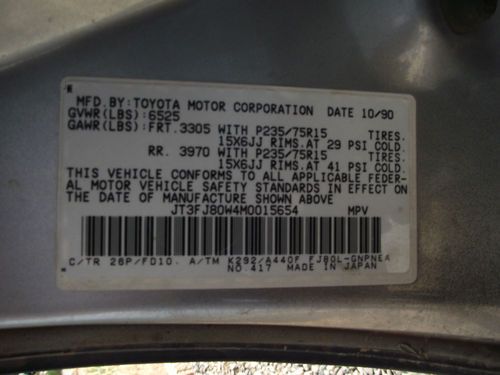 MFD.BY:TOYOTA MOTOR CORPORATION DATE 10/90
GVWR(LBS):6525
GAWR(LBS):FRT.3305 WITH P235/75R15 TIRES.
15X6JJ RIMS.AT 29 PSI COLD.
RR. 3970 WITH P235/75R15 TIRES.
15X6JJ RIMS.AT 41 PSI COLD.
THIS VEHICLE CONFORMS TO ALL APPLICABLE FEDER-
AL MOTOR VEHICLE SAFETY STANDARDS IN EFFECT ON
THE DATE OF MANUFACTURE SHOWN ABOVE
JT3FJ80W4M0015654 MPV
C/TR 26P/FD10. A/TM K292/A440F FJ80L-GNPNEA
NO.417 MADE IN JAPAN